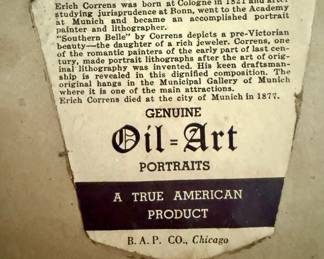 Erich Correns was born at Cologne in 1821 and after
studying jurisprudence at Bonn, went to the Academy
at Munich and became an accomplished portrait
painter and lithographer.
"Southern Belle" by Correns depicts a pre-Victorian
beauty—the daughter of a rich jeweler. Correns, one
of the romantic painters of the early part of last cen-
tury, made portrait lithographs after the art of orig-
inal lithography was invented. His keen draftsman-
ship is revealed in this dignified composition. The
original hangs in the Municipal Gallery of Munich
where it is one of the main attractions.
Erich Correns died at the city of Munich in 1877.
GENUINE
Oil=Art
PORTRAITS
A TRUE AMERICAN
PRODUCT
B. A. P. CO., Chicago